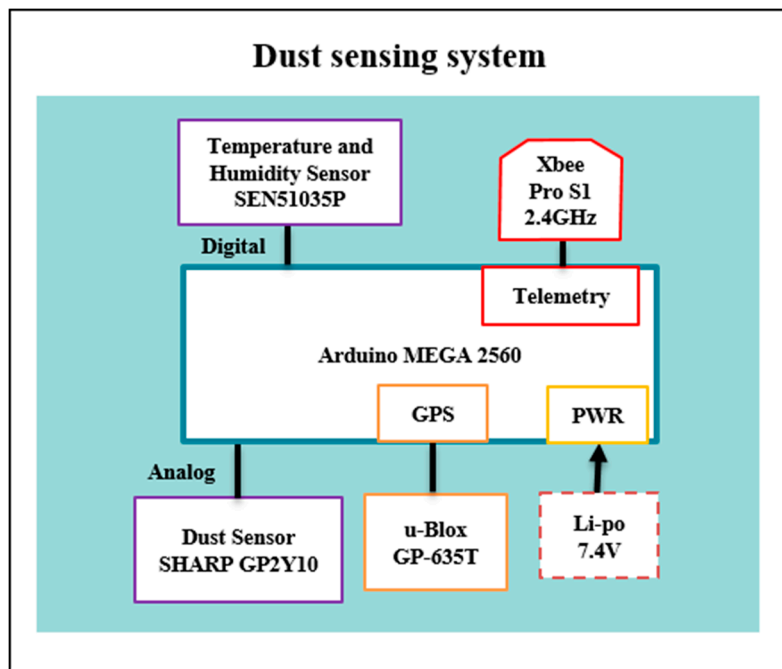 Dust sensing system
Temperature and
Humidity Sensor
SEN51035P
Xbee
Pro S1
2.4GHz
Digital
Telemetry
Arduino MEGA 2560
GPS
PWR
Analog
Dust Sensor
SHARP GP2Y10
u-Blox
GP-635T
Li-po
7.4V